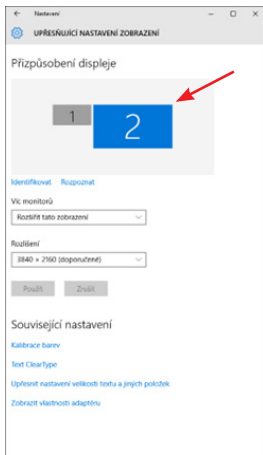 Nastavení
UPŘESŇUJÍCÍ NASTAVENÍ ZOBRAZENÍ
Přizpůsobení displeje
1
2
Identifikovat Rozpoznat
Víc monitorů
Rozšířit tato zobrazení
Rozlišení
3840 × 2160 (doporučené)
Použít Zrušit
Související nastavení
Kalibrace barev
Text ClearType
Upřesnit nastavení velikosti textu a jiných položek
Zobrazit vlastnosti adaptéru